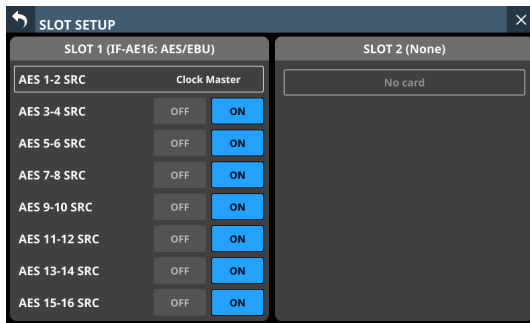 SLOT SETUP
SLOT 1 (IF-AE16: AES/EBU)
AES 1-2 SRC Clock Master
AES 3-4 SRC OFF ON
AES 5-6 SRC OFF ON
AES 7-8 SRC OFF ON
AES 9-10 SRC OFF ON
AES 11-12 SRC OFF ON
AES 13-14 SRC OFF ON
AES 15-16 SRC OFF ON
SLOT 2 (None)
No card